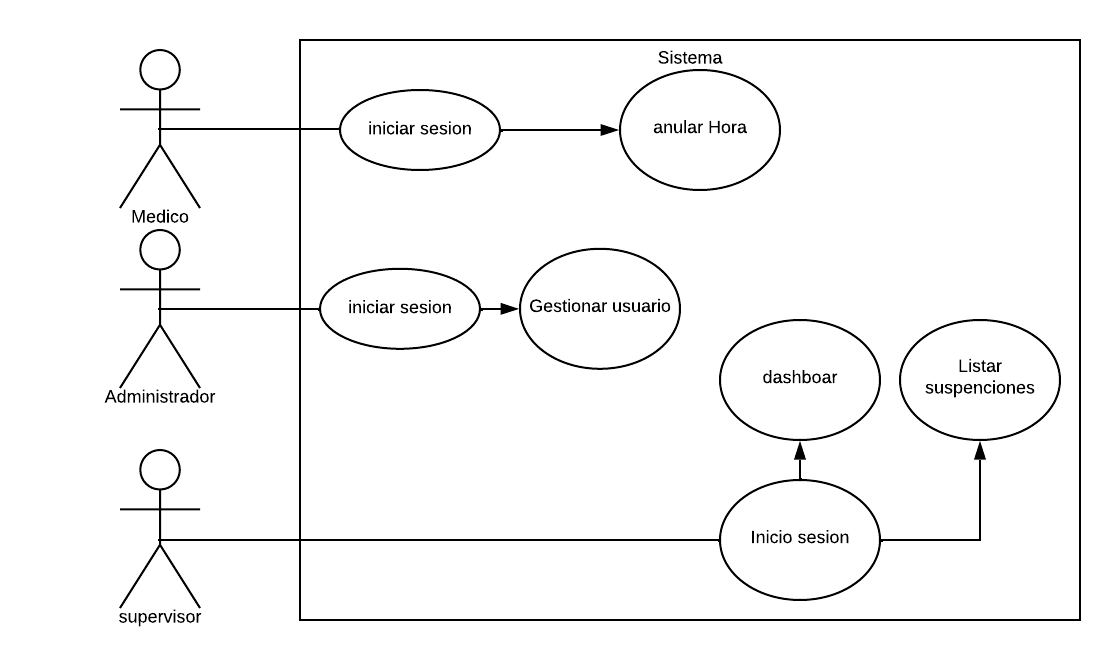 Sistema
iniciar sesion
anular Hora
Medico
iniciar sesion
Gestionar usuario
Administrador
dashboar
Listar
suspenciones
Inicio sesion
supervisor